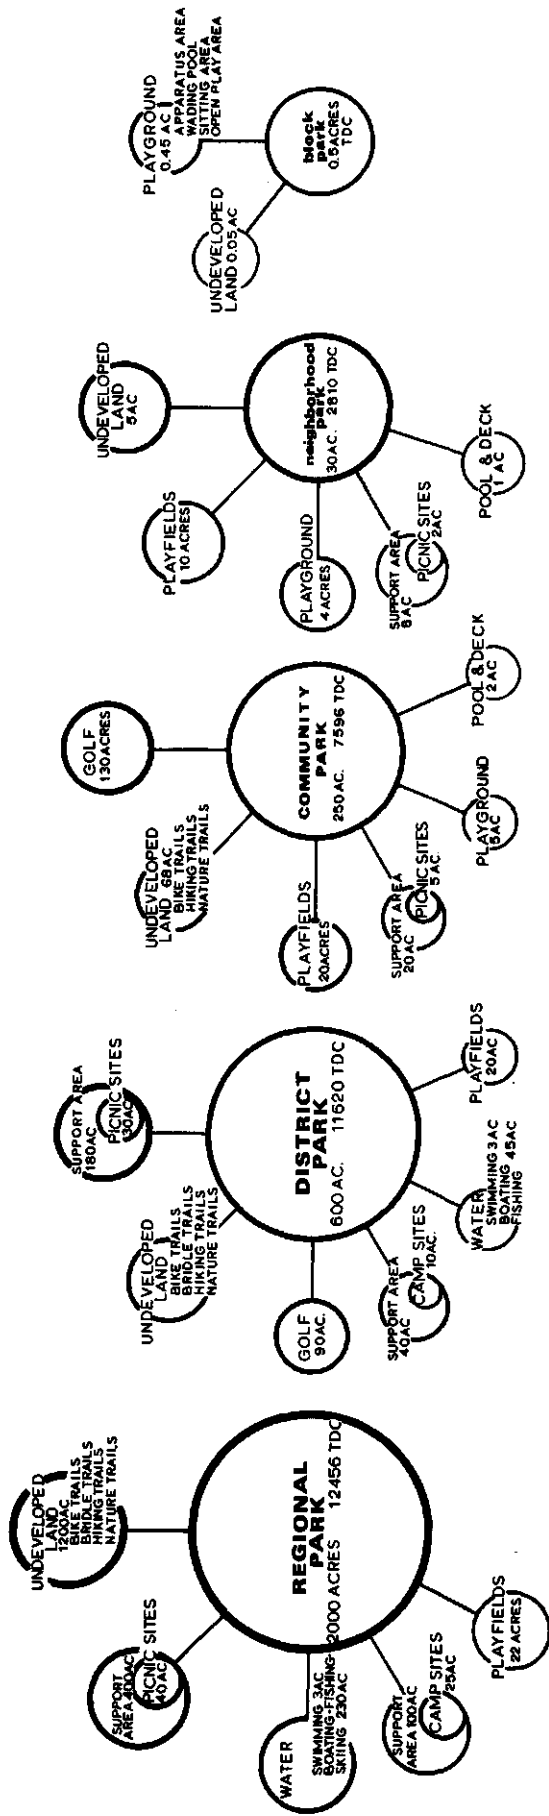 UNDEVELOPED
LAND
1200AC
BIKE TRAILS
BRIDLE TRAILS
HIKING TRAILS
NATURE TRAILS
SUPPORT
AREA 400AC
PICNIC SITES
40 AC
WATER
SWIMMING 3AC
BOATING-FISHING-
SKIING 230AC
REGIONAL
PARK
2000 ACRES 12456 TDC
SUPPORT
AREA 100AC
CAMP SITES
25AC
PLAYFIELDS
22 ACRES
SUPPORT AREA
180AC
PICNIC SITES
30AC
UNDEVELOPED
LAND
BIKE TRAILS
BRIDLE TRAILS
HIKING TRAILS
NATURE TRAILS
GOLF
90AC.
DISTRICT
PARK
600 AC. 11620 TDC
SUPPORT AREA
40AC
CAMP SITES
10AC.
WATER
SWIMMING 3AC
BOATING 45AC
FISHING
PLAYFIELDS
20AC
GOLF
130ACRES
UNDEVELOPED
LAND 68AC
BIKE TRAILS
HIKING TRAILS
NATURE TRAILS
PLAYFIELDS
20ACRES
COMMUNITY
PARK
250AC. 7596 TDC
SUPPORT AREA
20 AC
PICNIC SITES
5 AC.
PLAYGROUND
5AC
POOL & DECK
2 AC
UNDEVELOPED
LAND
5AC
PLAYFIELDS
10 ACRES
PLAYGROUND
4 ACRES
neighborhood
park
30AC. 2810 TDC
SUPPORT AREA
8 AC
PICNIC SITES
2AC
POOL & DECK
1 AC
PLAYGROUND
0.45 AC
APPARATUS AREA
WADING POOL
SITTING AREA
OPEN PLAY AREA
UNDEVELOPED
LAND 0.05 AC
block
park
0.5ACRES
TDC